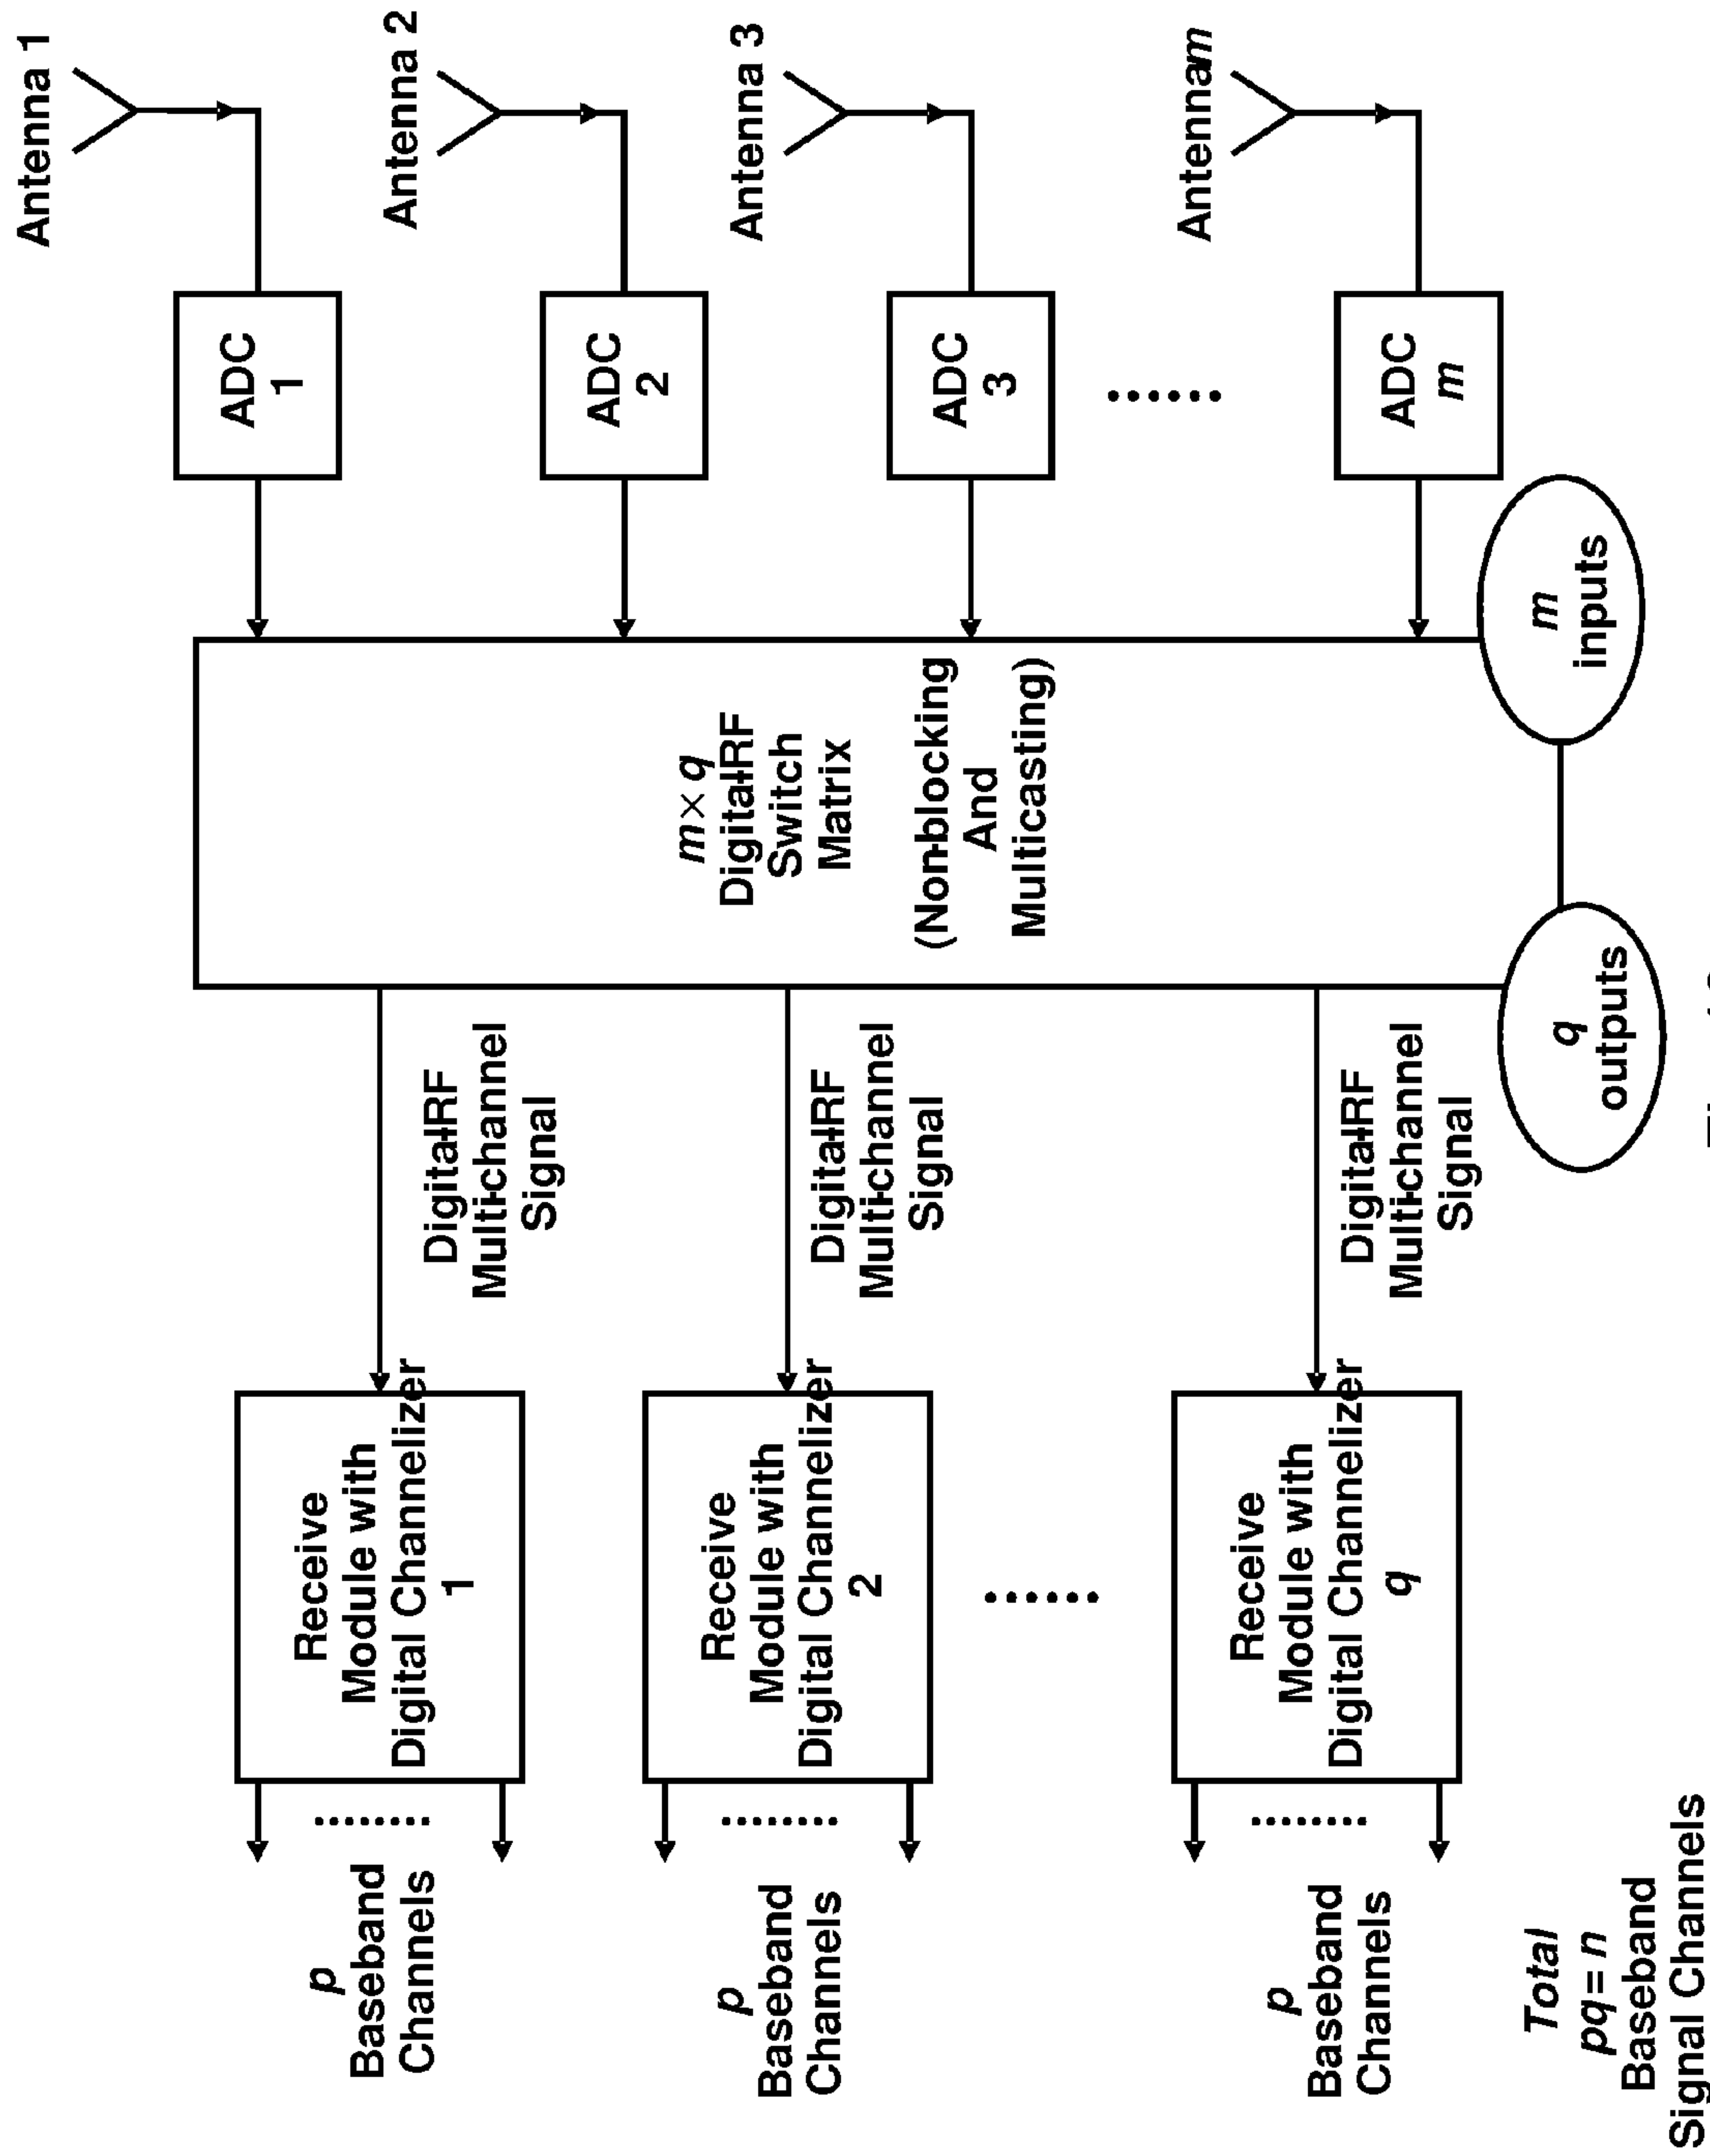 Antenna 1
ADC
1
Antenna 2
ADC
2
Antenna 3
ADC
3
......
Antenna m
ADC
m
m × q
Digital-RF
Switch
Matrix
(Non-blocking
And
Multicasting)
m
inputs
q
outputs
Digital-RF
Multi-channel
Signal
Digital-RF
Multi-channel
Signal
Digital-RF
Multi-channel
Signal
Receive
Module with
Digital Channelizer
1
Receive
Module with
Digital Channelizer
2
......
Receive
Module with
Digital Channelizer
q
p
Baseband
Channels
p
Baseband
Channels
p
Baseband
Channels
Total
pq = n
Baseband
Signal Channels